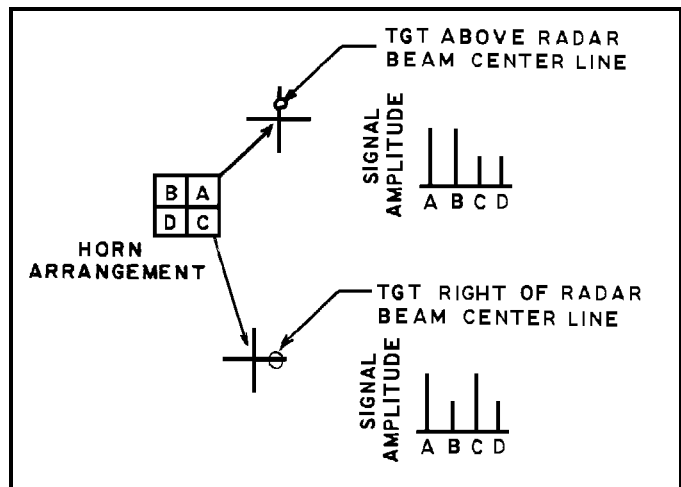 TGT ABOVE RADAR
BEAM CENTER LINE
SIGNAL
AMPLITUDE
A B C D
B A
D C
HORN
ARRANGEMENT
TGT RIGHT OF RADAR
BEAM CENTER LINE
SIGNAL
AMPLITUDE
A B C D